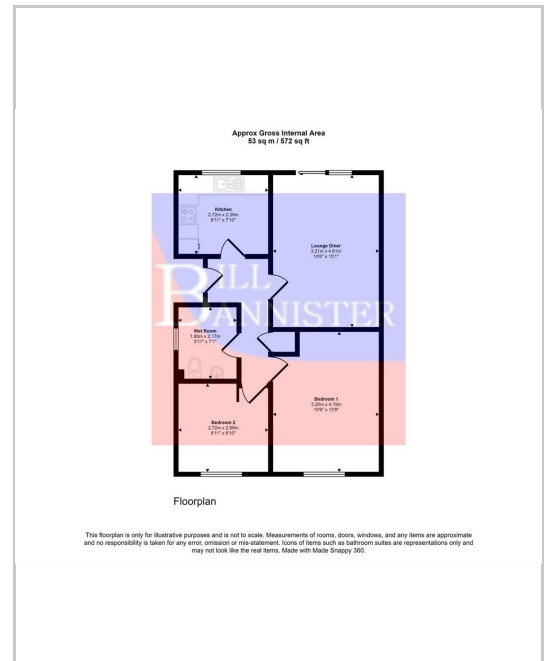 Approx Gross Internal Area
53 sq m / 572 sq ft
Kitchen
2.72m x 2.39m
8'11" x 7'10"
Lounge Diner
3.21m x 4.61m
10'6" x 15'1"
BILL
BANNISTER
Wet Room
1.80m x 2.17m
5'11" x 7'1"
Bedroom 1
3.20m x 4.19m
10'6" x 13'9"
Bedroom 2
2.72m x 2.69m
8'11" x 8'10"
Floorplan
This floorplan is only for illustrative purposes and is not to scale. Measurements of rooms, doors, windows, and any items are approximate
and no responsibility is taken for any error, omission or mis-statement. Icons of items such as bathroom suites are representations only and
may not look like the real items. Made with Made Snappy 360.